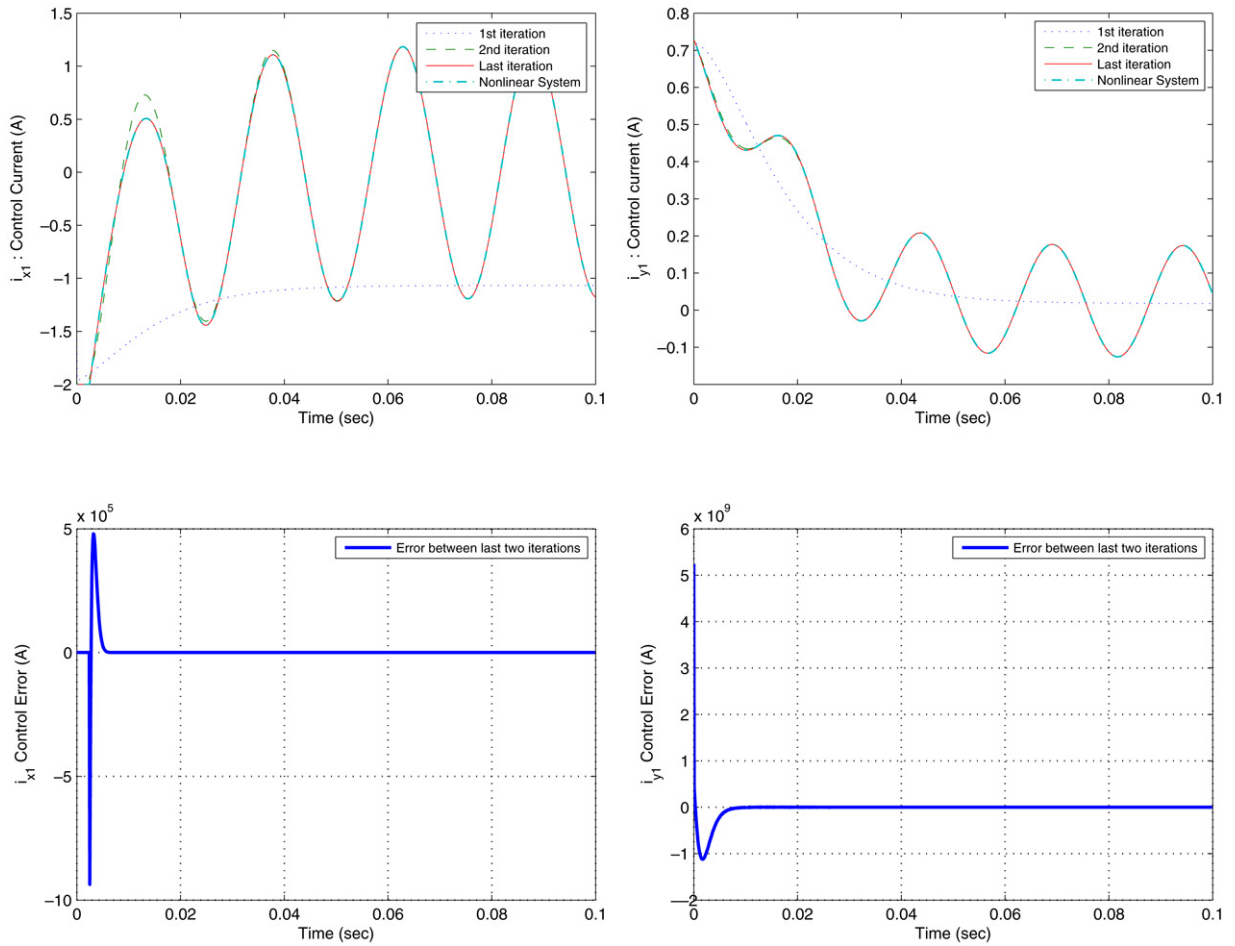 1.5
1
0.5
0
−0.5
−1
−1.5
−2
0 0.02 0.04 0.06 0.08 0.1
Time (sec)
i_x1 : Control Current (A)
1st iteration
2nd iteration
Last iteration
Nonlinear System
0.8
0.7
0.6
0.5
0.4
0.3
0.2
0.1
0
−0.1
0 0.02 0.04 0.06 0.08 0.1
Time (sec)
i_y1 : Control current (A)
1st iteration
2nd iteration
Last iteration
Nonlinear System
x 10^5
5
0
−5
−10
0 0.02 0.04 0.06 0.08 0.1
Time (sec)
i_x1 Control Error (A)
Error between last two iterations
x 10^9
6
5
4
3
2
1
0
−1
—2
0 0.02 0.04 0.06 0.08 0.1
Time (sec)
i_y1 Control Error (A)
Error between last two iterations